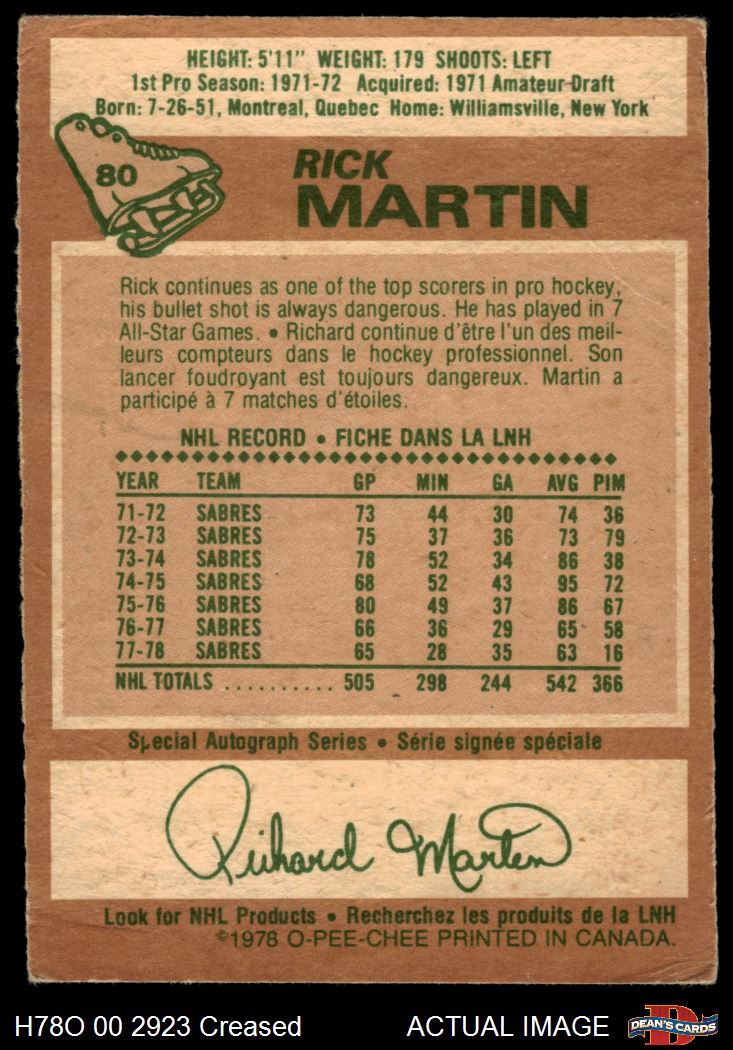 HEIGHT: 5'11" WEIGHT: 179 SHOOTS: LEFT
1st Pro Season: 1971-72 Acquired: 1971 Amateur Draft
Born: 7-26-51, Montreal, Quebec Home: Williamsville, New York
80
RICK
MARTIN
Rick continues as one of the top scorers in pro hockey,
his bullet shot is always dangerous. He has played in 7
All-Star Games. • Richard continue d'être l'un des meil-
leurs compteurs dans le hockey professionnel. Son
lancer foudroyant est toujours dangereux. Martin a
participé à 7 matches d'étoiles.
NHL RECORD • FICHE DANS LA LNH
YEAR TEAM GP MIN GA AVG PIM
71-72 SABRES 73 44 30 74 36
72-73 SABRES 75 37 36 73 79
73-74 SABRES 78 52 34 86 38
74-75 SABRES 68 52 43 95 72
75-76 SABRES 80 49 37 86 67
76-77 SABRES 66 36 29 65 58
77-78 SABRES 65 28 35 63 16
NHL TOTALS .......... 505 298 244 542 366
Special Autograph Series • Série signée spéciale
Richard Martin
Look for NHL Products • Recherchez les produits de la LNH
©1978 O-PEE-CHEE PRINTED IN CANADA.
H78O 00 2923 Creased ACTUAL IMAGE
D
DEAN'S CARDS